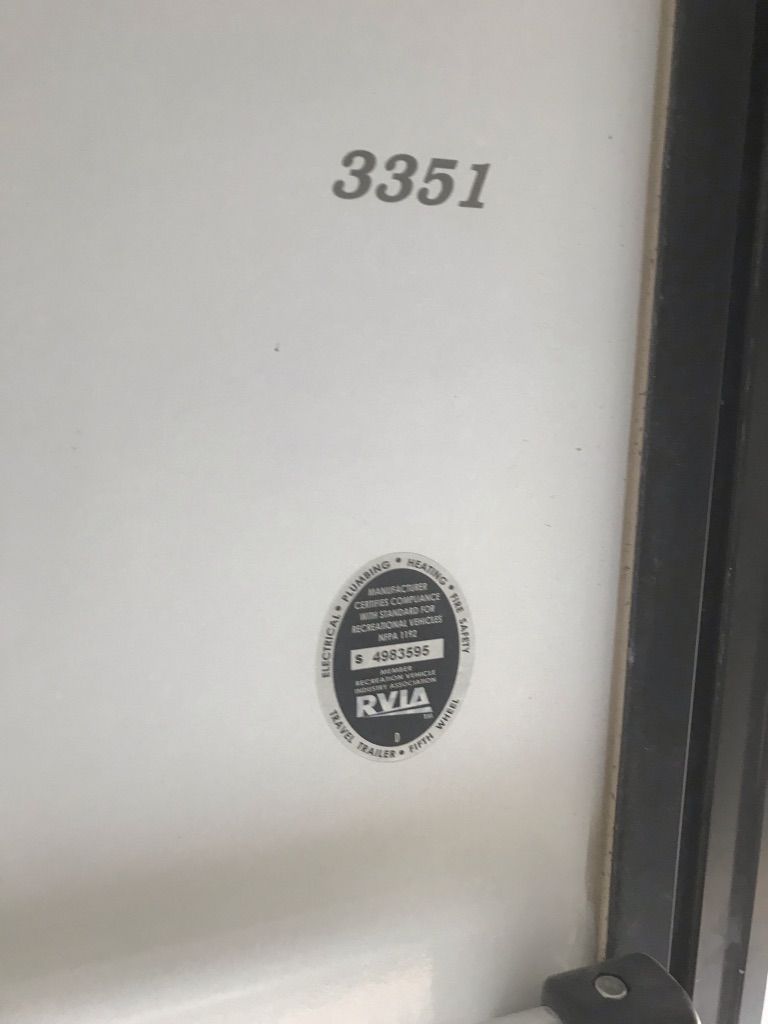 3351
ELECTRICAL • PLUMBING • HEATING • FIRE SAFETY
MANUFACTURER
CERTIFIES COMPLIANCE
WITH STANDARD FOR
RECREATIONAL VEHICLES
NFPA 1192
S 4983595
MEMBER
RECREATION VEHICLE
INDUSTRY ASSOCIATION
RVIA
TM
D
TRAVEL TRAILER • FIFTH WHEEL